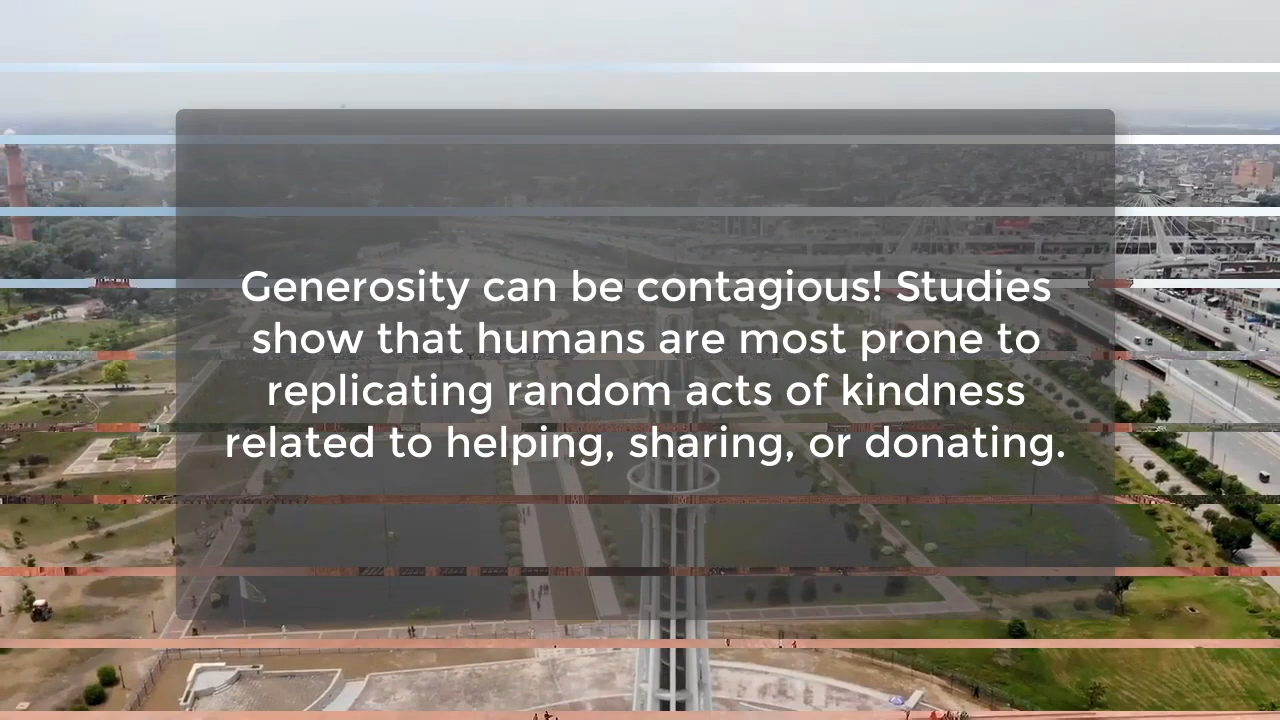 Generosity can be contagious! Studies
show that humans are most prone to
replicating random acts of kindness
related to helping, sharing, or donating.